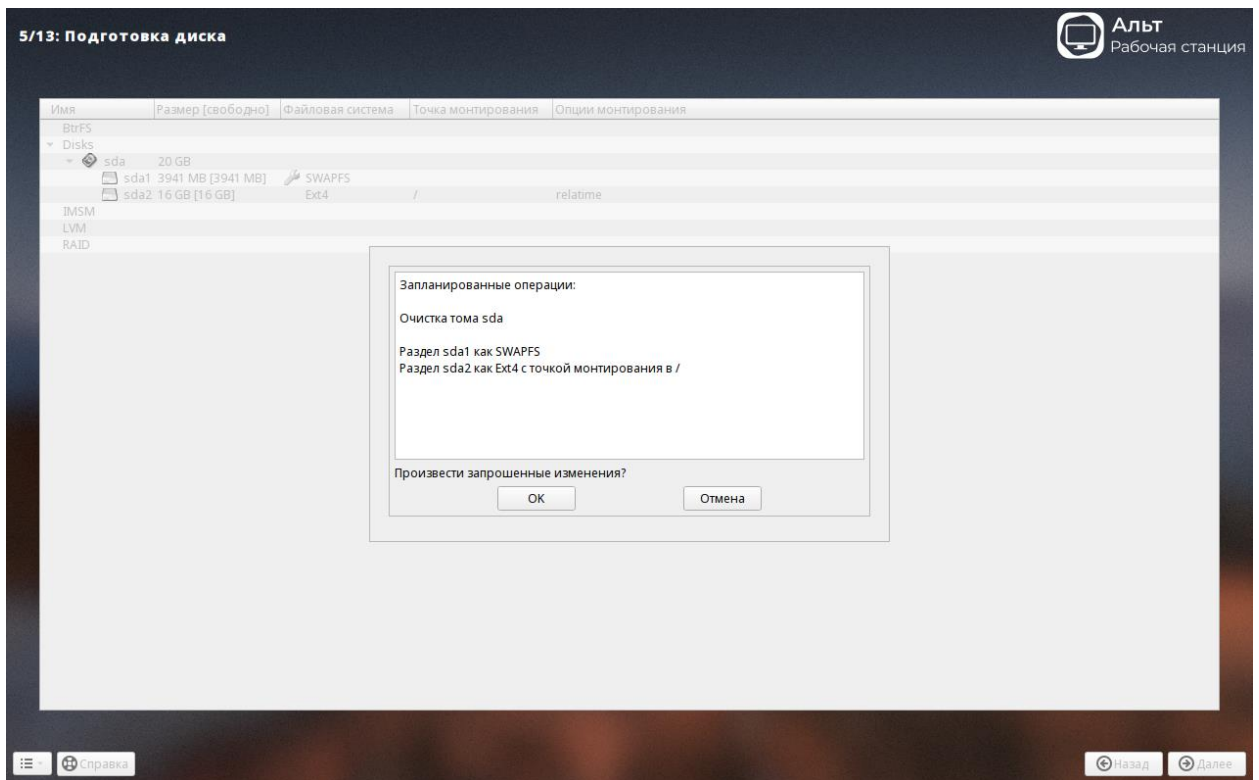 5/13: Подготовка диска
Альт
Рабочая станция
Имя Размер [свободно] Файловая система Точка монтирования Опции монтирования
BtrFS
Disks
sda 20 GB
sda1 3941 MB [3941 MB] SWAPFS
sda2 16 GB [16 GB] Ext4 / relatime
IMSM
LVM
RAID
Запланированные операции:
Очистка тома sda
Раздел sda1 как SWAPFS
Раздел sda2 как Ext4 с точкой монтирования в /
Произвести запрошенные изменения?
OK Отмена
Справка Назад Далее